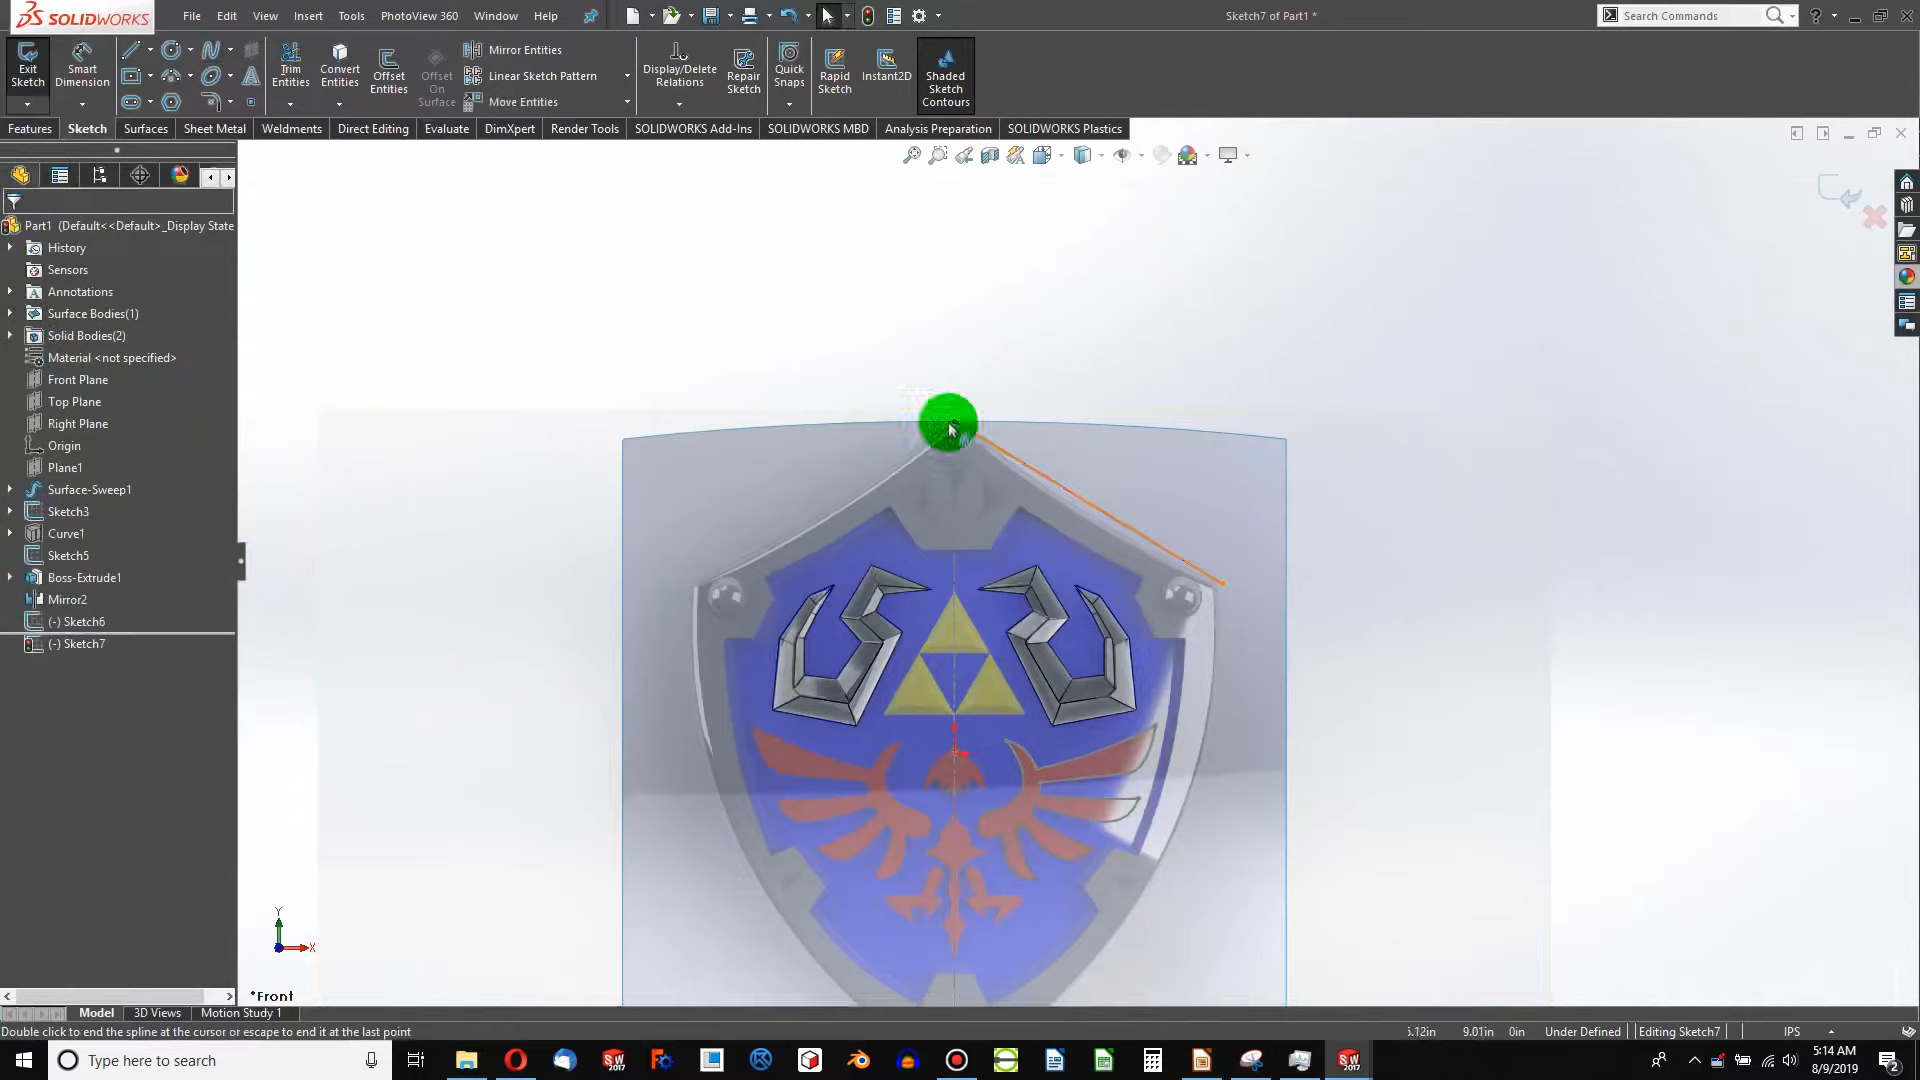 SOLIDWORKS
File Edit View Insert Tools PhotoView 360 Window Help
Sketch7 of Part1 *
Search Commands
Exit Sketch
Smart Dimension
Trim Entities
Convert Entities
Offset Entities
Offset On Surface
Mirror Entities
Linear Sketch Pattern
Move Entities
Display/Delete Relations
Repair Sketch
Quick Snaps
Rapid Sketch
Instant2D
Shaded Sketch Contours
Features Sketch Surfaces Sheet Metal Weldments Direct Editing Evaluate DimXpert Render Tools SOLIDWORKS Add-Ins SOLIDWORKS MBD Analysis Preparation SOLIDWORKS Plastics
Part1 (Default<<Default>_Display State
History
Sensors
Annotations
Surface Bodies(1)
Solid Bodies(2)
Material <not specified>
Front Plane
Top Plane
Right Plane
Origin
Plane1
Surface-Sweep1
Sketch3
Curve1
Sketch5
Boss-Extrude1
Mirror2
(-) Sketch6
(-) Sketch7
Y
X
*Front
Model 3D Views Motion Study 1
Double click to end the spline at the cursor or escape to end it at the last point
9.01in 0in Under Defined Editing Sketch7 IPS
Type here to search
5:14 AM
8/9/2019
2